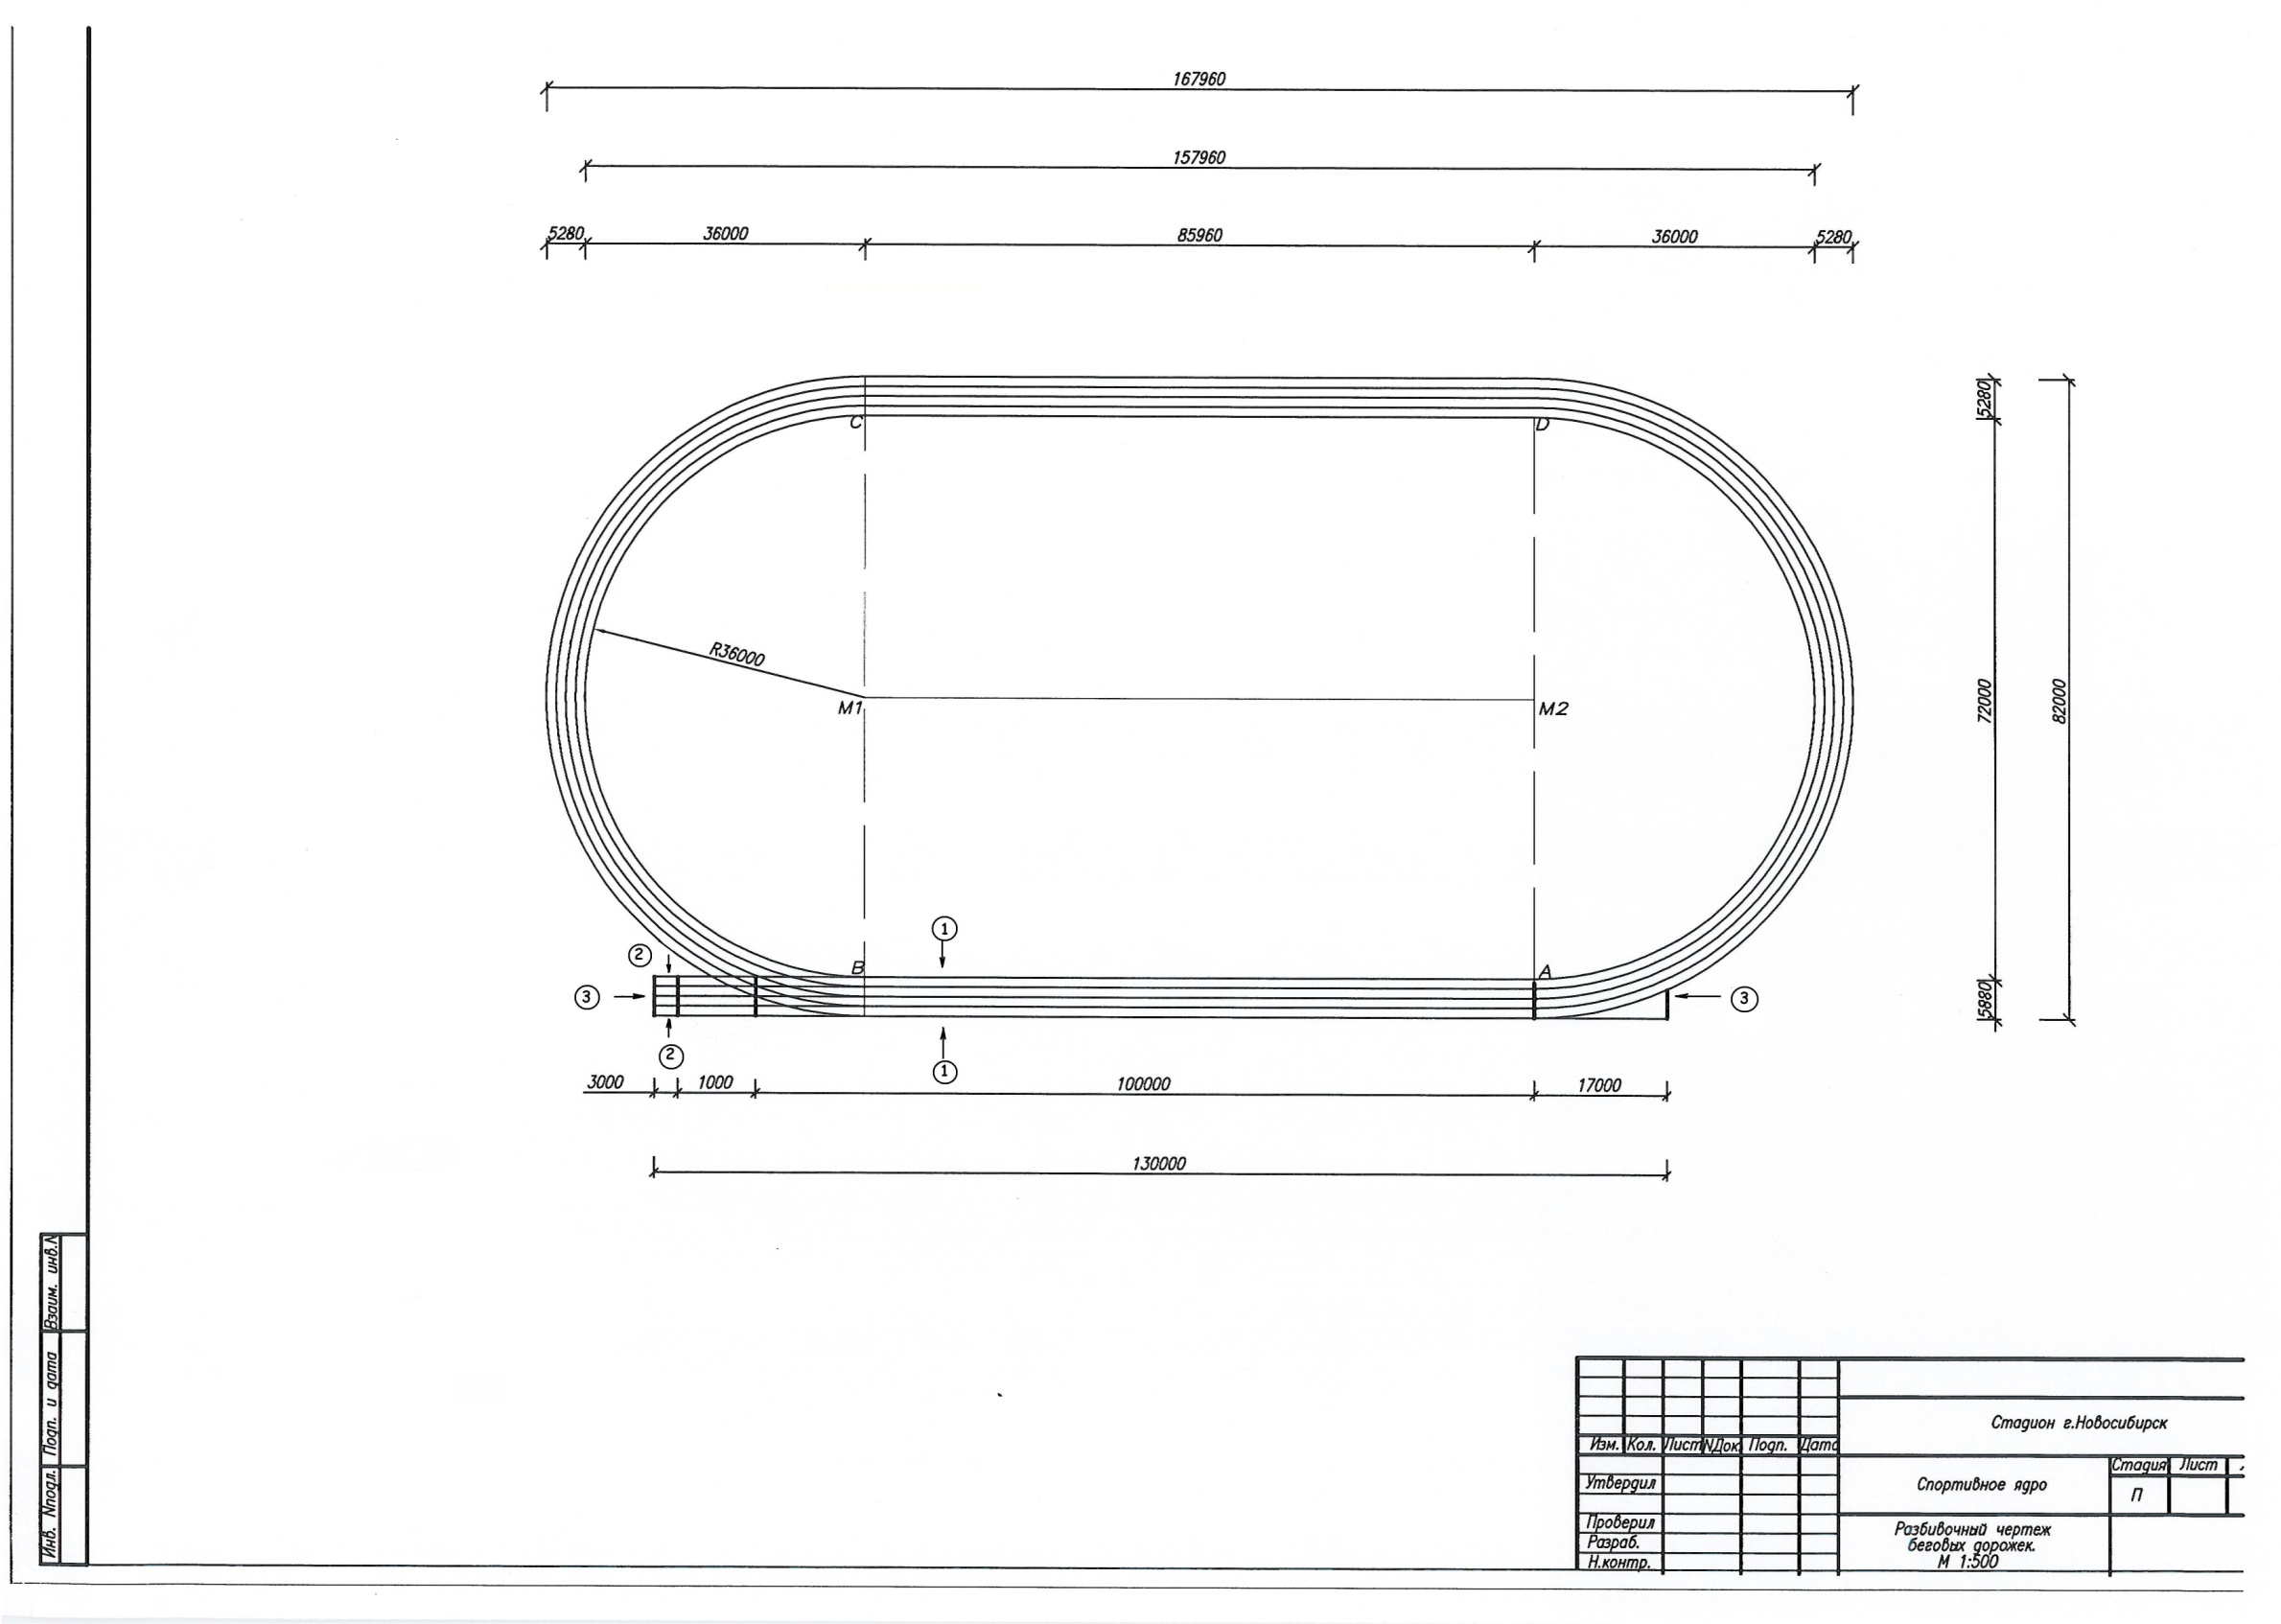 167960
157960
5280 36000 85960 36000 5280
C D
5280
R36000
M1 M2
72000 82000
1
2 B A
3 3
5880
2
1
3000 1000 100000 17000
130000
Взаим. инв.N
Подп. и дата
Инв. Nподл.
Стадион г.Новосибирск
Изм. Кол. Лист NДок Подп. Дата
Стадия Лист
Утвердил
Спортивное ядро
П
Проверил
Разбивочный чертеж
Разраб.
беговых дорожек.
Н.контр.
М 1:500